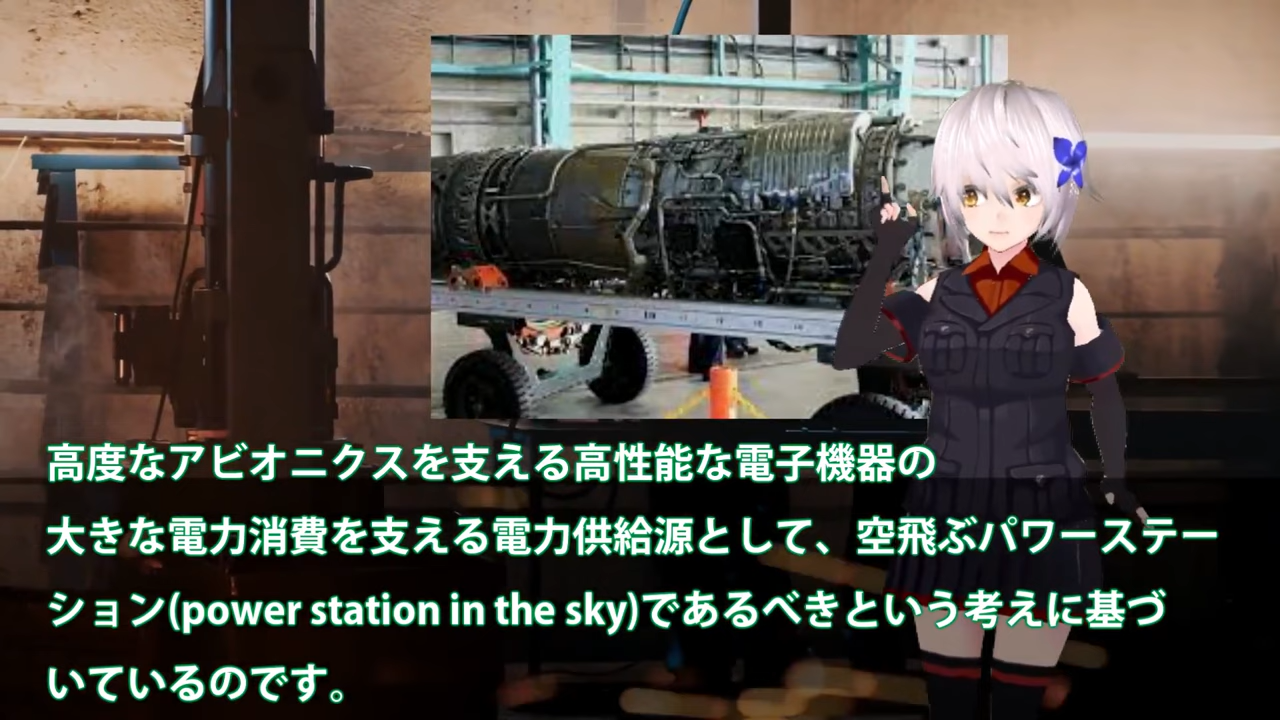 高度なアビオニクスを支える高性能な電子機器の
大きな電力消費を支える電力供給源として、空飛ぶパワーステー
ション(power station in the sky)であるべきという考えに基づ
いているのです。